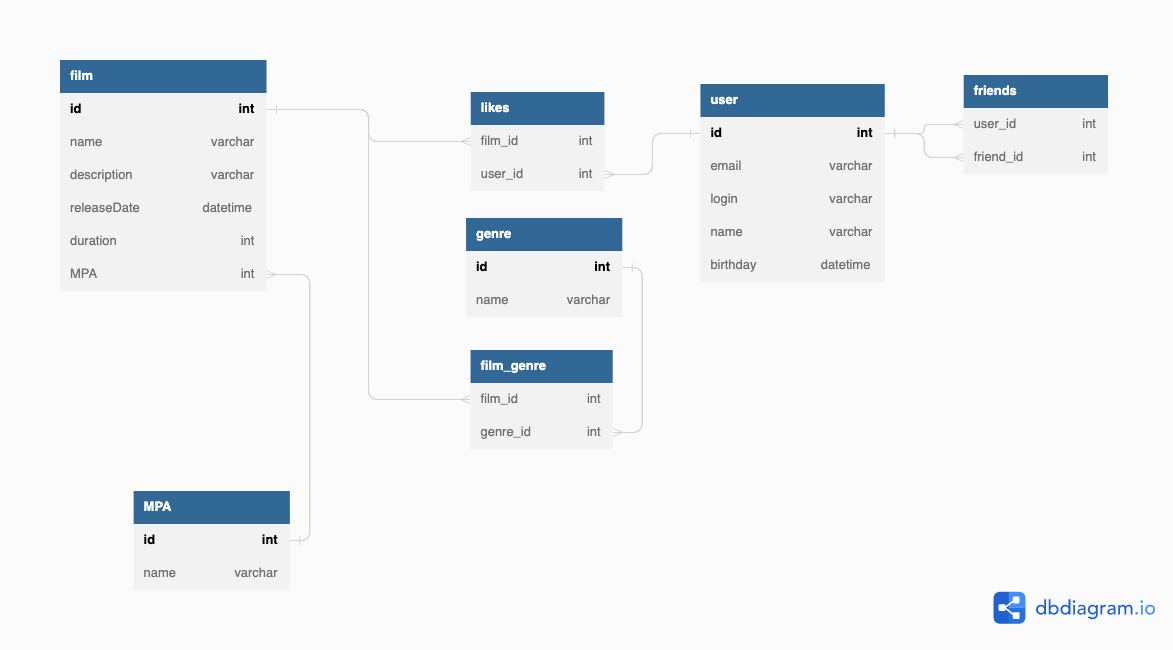 film
id int
name varchar
description varchar
releaseDate datetime
duration int
MPA int
likes
film_id int
user_id int
genre
id int
name varchar
film_genre
film_id int
genre_id int
user
id int
email varchar
login varchar
name varchar
birthday datetime
friends
user_id int
friend_id int
MPA
id int
name varchar
dbdiagram.io